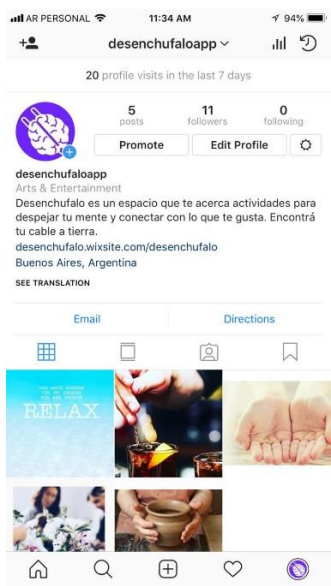 AR PERSONAL 11:34 AM 94%
desenchufaloapp
20 profile visits in the last 7 days
5 11 0
posts followers following
Promote Edit Profile
desenchufaloapp
Arts & Entertainment
Desenchufalo es un espacio que te acerca actividades para
despejar tu mente y conectar con lo que te gusta. Encontrá
tu cable a tierra.
desenchufalo.wixsite.com/desenchufalo
Buenos Aires, Argentina
SEE TRANSLATION
Email Directions
RELAX